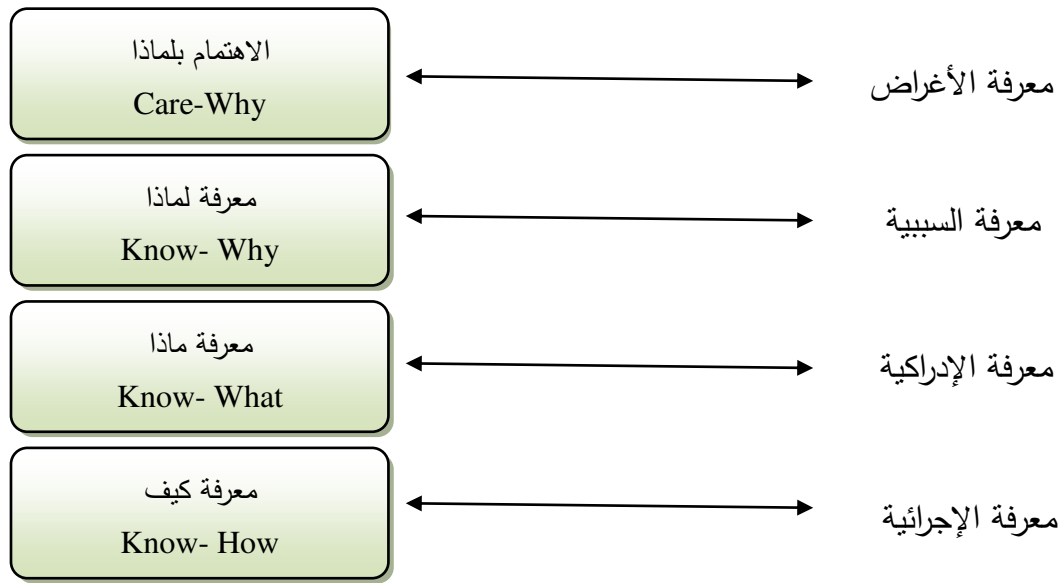 الاهتمام بلماذا
Care-Why
معرفة الأغراض
معرفة لماذا
Know- Why
معرفة السببية
معرفة ماذا
Know- What
معرفة الإدراكية
معرفة كيف
Know- How
معرفة الإجرائية